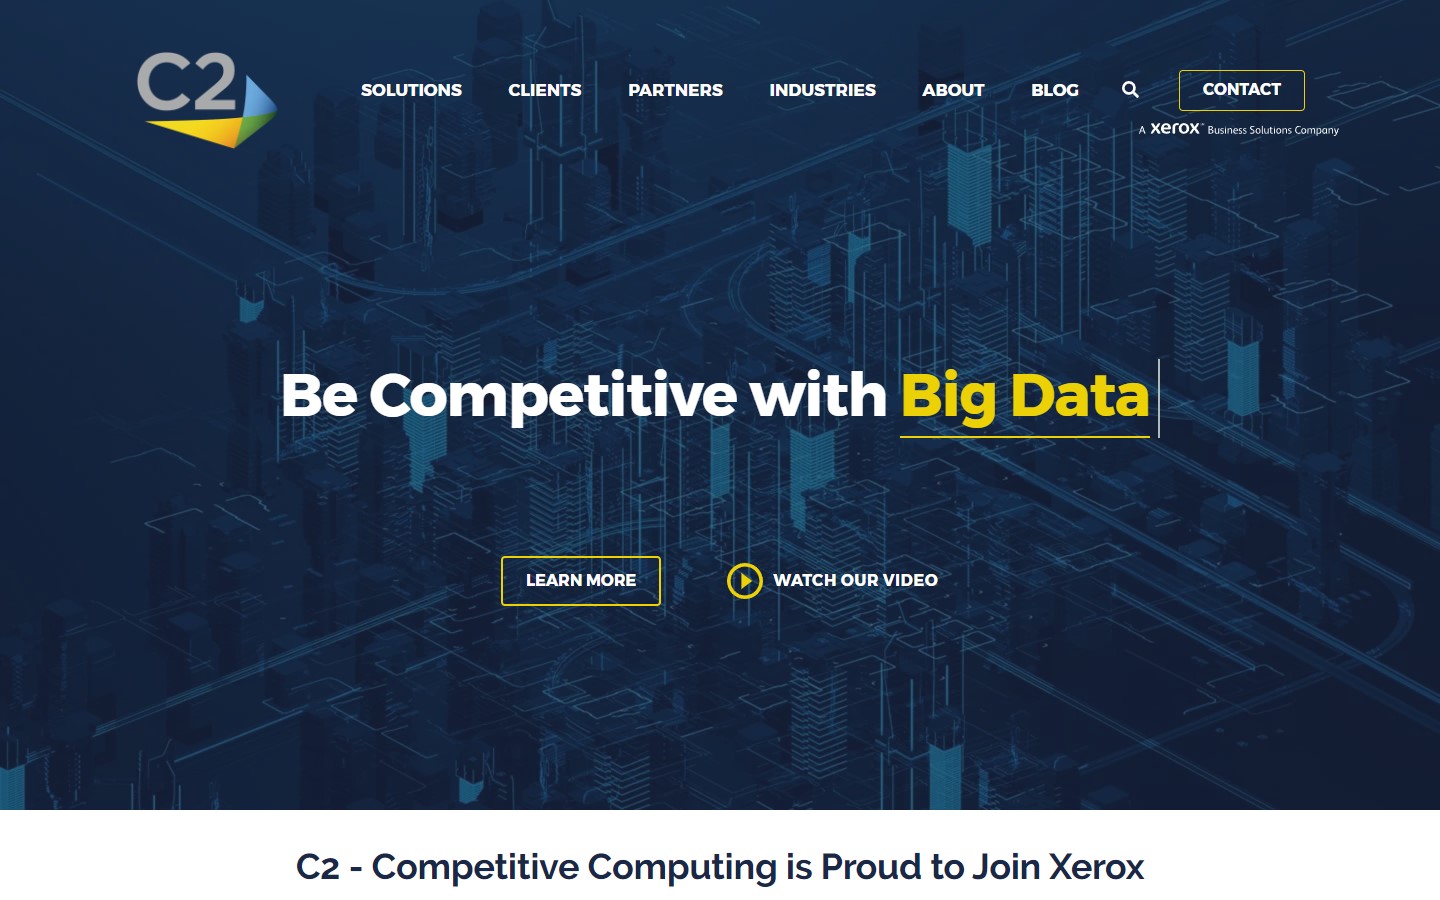 C2
SOLUTIONS CLIENTS PARTNERS INDUSTRIES ABOUT BLOG CONTACT
A xerox™ Business Solutions Company
Be Competitive with Big Data
LEARN MORE WATCH OUR VIDEO
C2 - Competitive Computing is Proud to Join Xerox